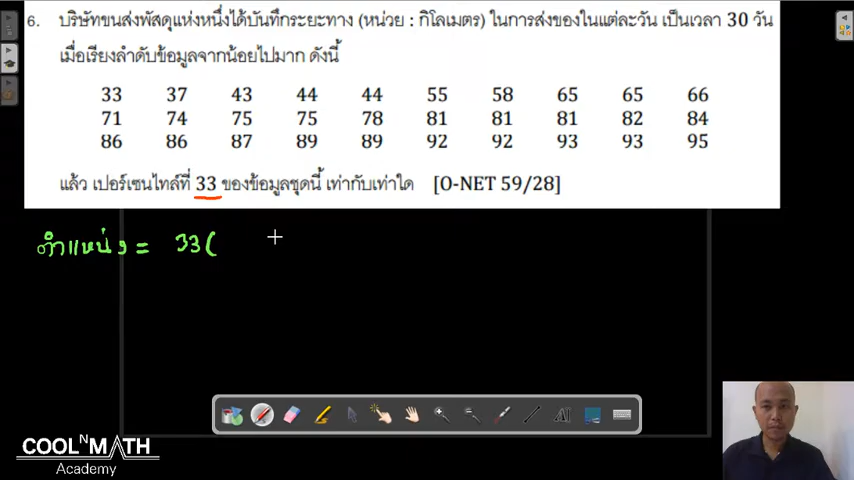 6. บริษัทขนส่งพัสดุแห่งหนึ่งได้บันทึกระยะทาง (หน่วย : กิโลเมตร) ในการส่งของในแต่ละวัน เป็นเวลา 30 วัน
เมื่อเรียงลำดับข้อมูลจากน้อยไปมาก ดังนี้
33 37 43 44 44 55 58 65 65 66
71 74 75 75 78 81 81 81 82 84
86 86 87 89 89 92 92 93 93 95
แล้ว เปอร์เซนไทล์ที่ 33 ของข้อมูลชุดนี้ เท่ากับเท่าใด [O-NET 59/28]
ตำแหน่ง = 33(
COOL N MATH
Academy